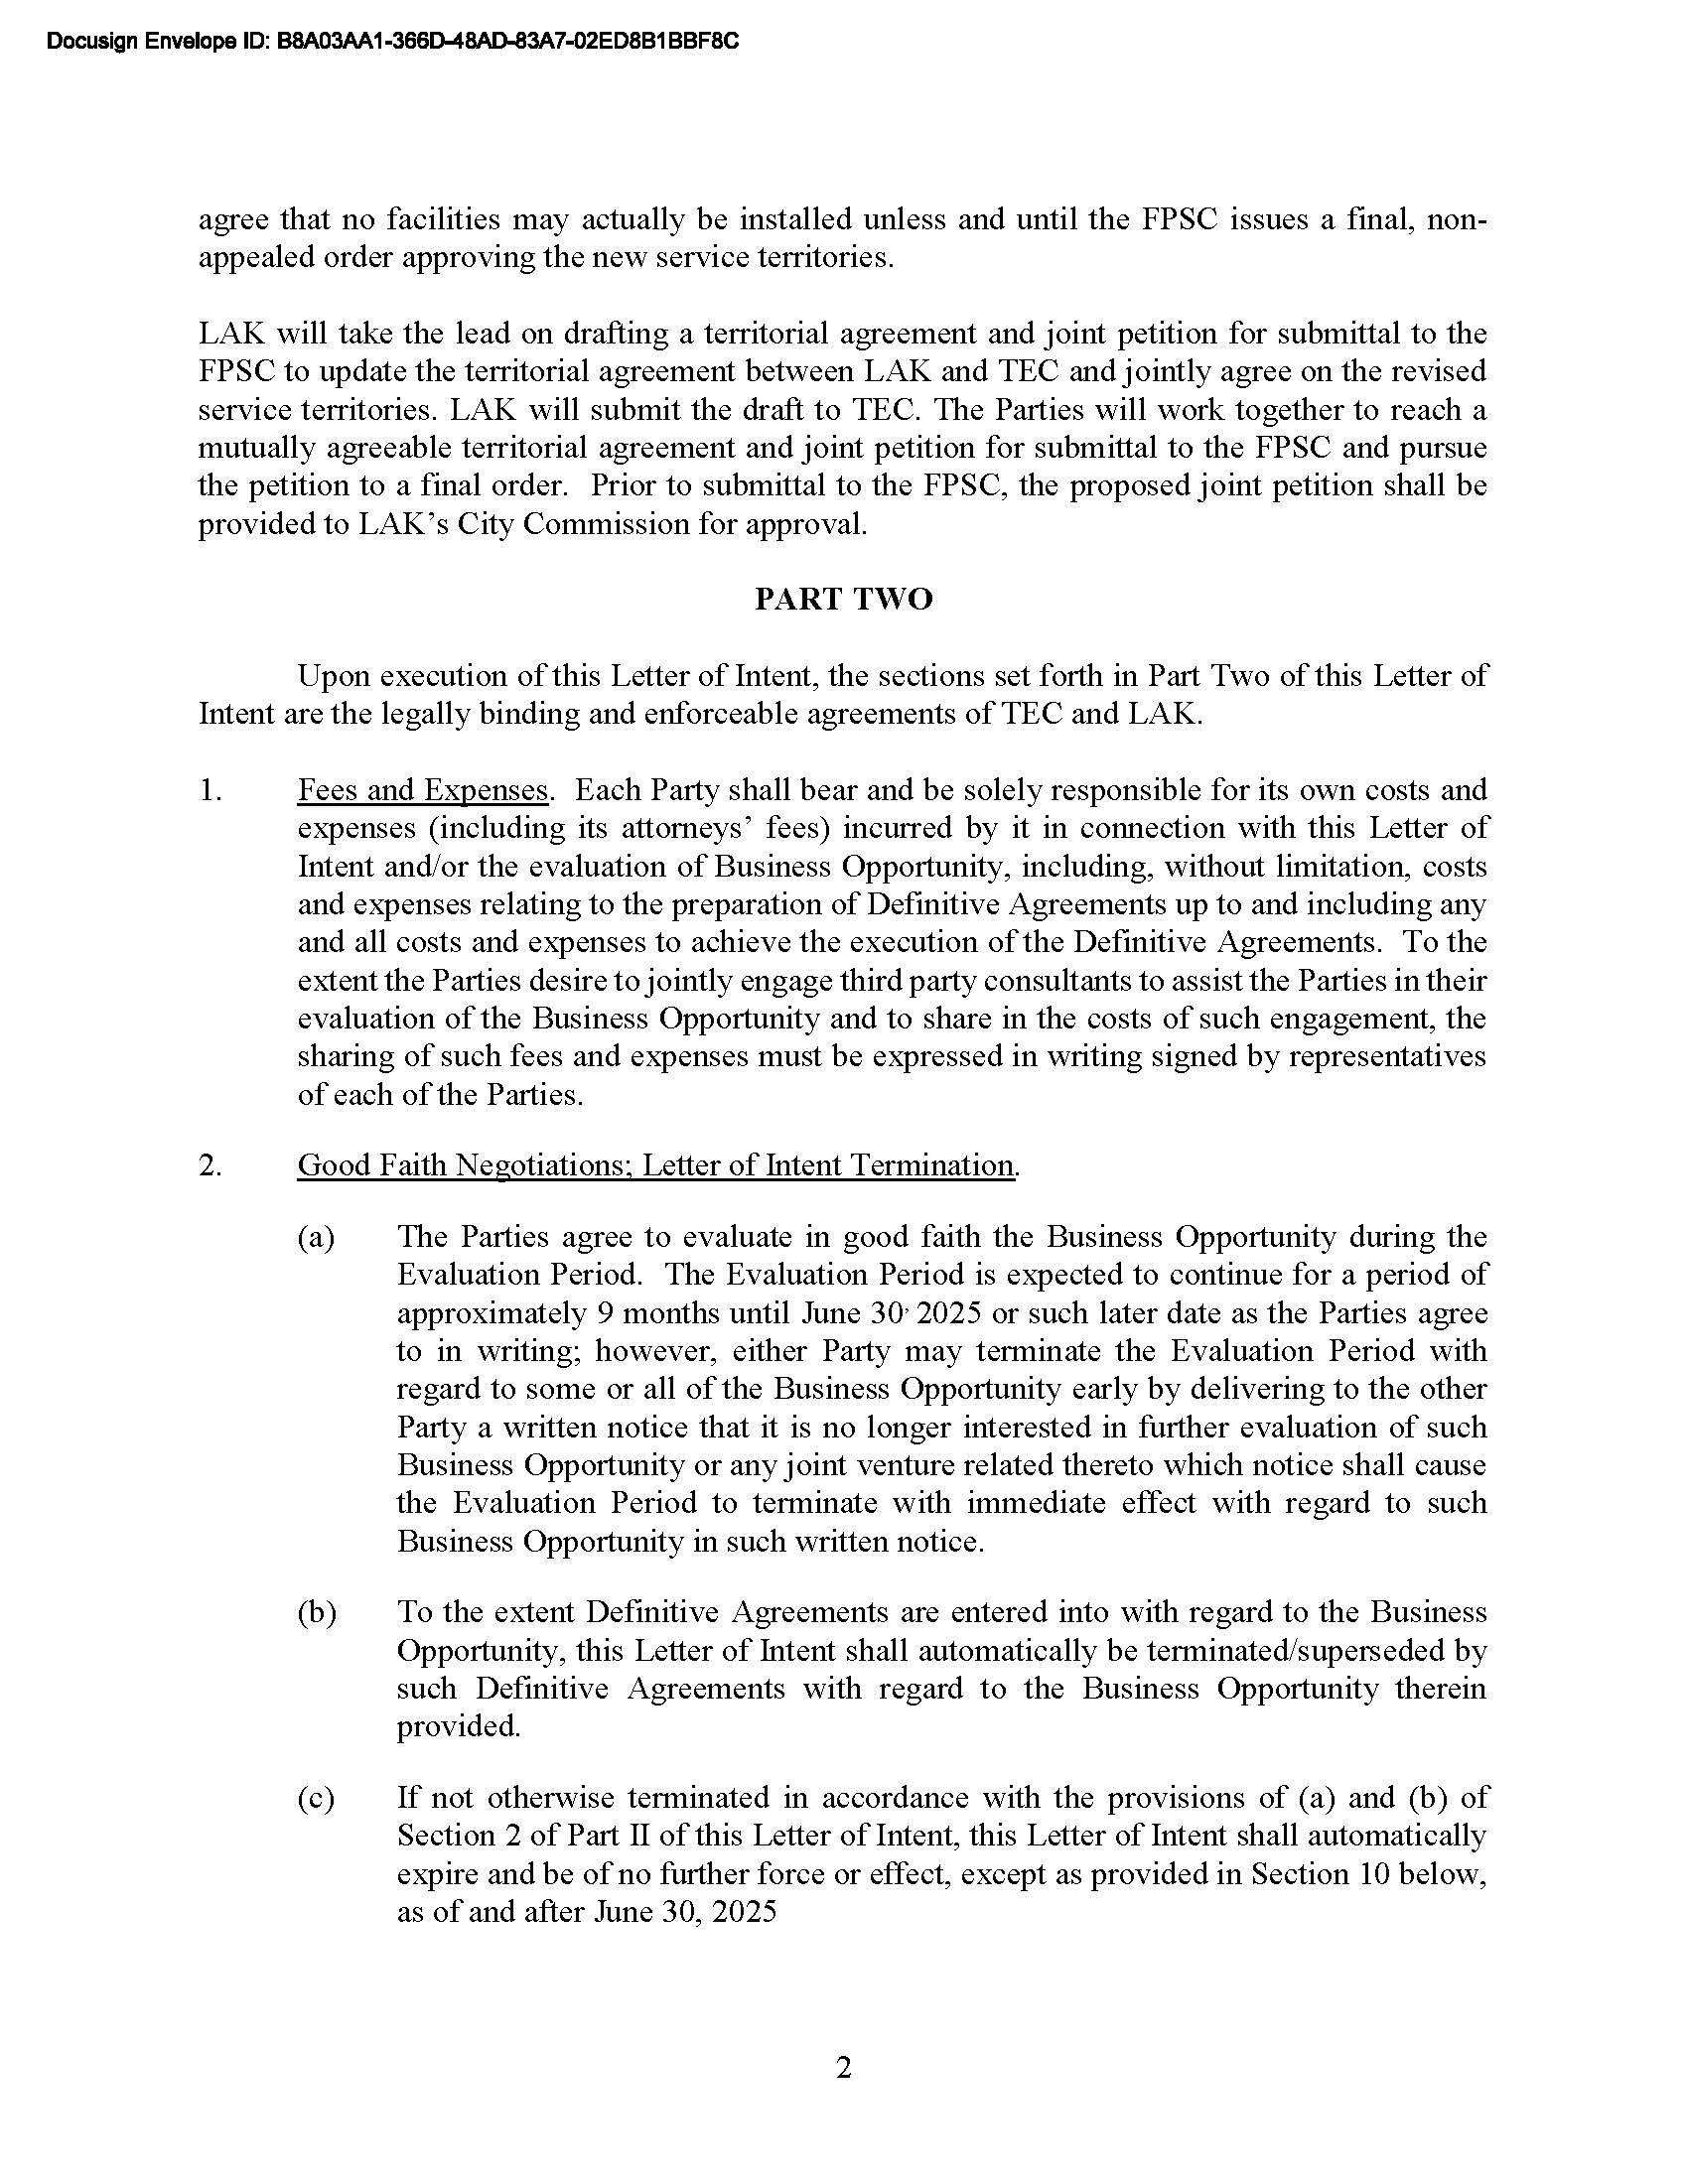 Docusign Envelope ID: B8A03AA1-366D-48AD-83A7-02ED8B1BBF8C
agree that no facilities may actually be installed unless and until the FPSC issues a final, non-
appealed order approving the new service territories.
LAK will take the lead on drafting a territorial agreement and joint petition for submittal to the
FPSC to update the territorial agreement between LAK and TEC and jointly agree on the revised
service territories. LAK will submit the draft to TEC. The Parties will work together to reach a
mutually agreeable territorial agreement and joint petition for submittal to the FPSC and pursue
the petition to a final order. Prior to submittal to the FPSC, the proposed joint petition shall be
provided to LAK’s City Commission for approval.
PART TWO
Upon execution of this Letter of Intent, the sections set forth in Part Two of this Letter of
Intent are the legally binding and enforceable agreements of TEC and LAK.
1. Fees and Expenses. Each Party shall bear and be solely responsible for its own costs and
expenses (including its attorneys’ fees) incurred by it in connection with this Letter of
Intent and/or the evaluation of Business Opportunity, including, without limitation, costs
and expenses relating to the preparation of Definitive Agreements up to and including any
and all costs and expenses to achieve the execution of the Definitive Agreements. To the
extent the Parties desire to jointly engage third party consultants to assist the Parties in their
evaluation of the Business Opportunity and to share in the costs of such engagement, the
sharing of such fees and expenses must be expressed in writing signed by representatives
of each of the Parties.
2. Good Faith Negotiations; Letter of Intent Termination.
(a) The Parties agree to evaluate in good faith the Business Opportunity during the
Evaluation Period. The Evaluation Period is expected to continue for a period of
approximately 9 months until June 30, 2025 or such later date as the Parties agree
to in writing; however, either Party may terminate the Evaluation Period with
regard to some or all of the Business Opportunity early by delivering to the other
Party a written notice that it is no longer interested in further evaluation of such
Business Opportunity or any joint venture related thereto which notice shall cause
the Evaluation Period to terminate with immediate effect with regard to such
Business Opportunity in such written notice.
(b) To the extent Definitive Agreements are entered into with regard to the Business
Opportunity, this Letter of Intent shall automatically be terminated/superseded by
such Definitive Agreements with regard to the Business Opportunity therein
provided.
(c) If not otherwise terminated in accordance with the provisions of (a) and (b) of
Section 2 of Part II of this Letter of Intent, this Letter of Intent shall automatically
expire and be of no further force or effect, except as provided in Section 10 below,
as of and after June 30, 2025
2